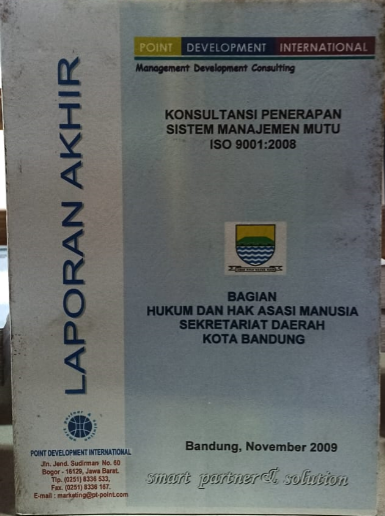 POINT DEVELOPMENT INTERNATIONAL
Management Development Consulting
LAPORAN AKHIR
KONSULTANSI PENERAPAN
SISTEM MANAJEMEN MUTU
ISO 9001:2008
BAGIAN
HUKUM DAN HAK ASASI MANUSIA
SEKRETARIAT DAERAH
KOTA BANDUNG
POINT DEVELOPMENT INTERNATIONAL
Jln. Jend. Sudirman No. 60
Bogor - 16129, Jawa Barat.
Tlp. (0251) 8336 533,
Fax. (0251) 8336 167.
E-mail : marketing@pt-point.com
Bandung, November 2009
smart partner & solution